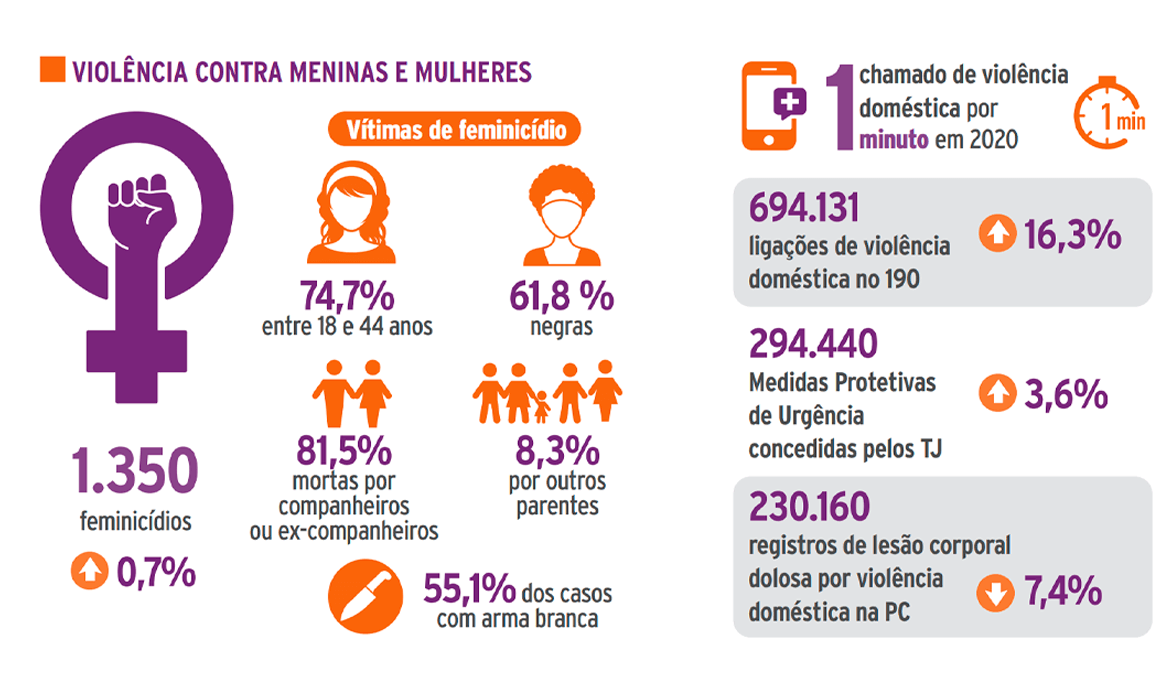 VIOLÊNCIA CONTRA MENINAS E MULHERES
Vítimas de feminicídio
74,7%
entre 18 e 44 anos
61,8 %
negras
81,5%
mortas por
companheiros
ou ex-companheiros
8,3%
por outros
parentes
1.350
feminicídios
0,7%
55,1% dos casos
com arma branca
1 chamado de violência
doméstica por
minuto em 2020
1 min
694.131
ligações de violência
doméstica no 190
16,3%
294.440
Medidas Protetivas
de Urgência
concedidas pelos TJ
3,6%
230.160
registros de lesão corporal
dolosa por violência
doméstica na PC
7,4%